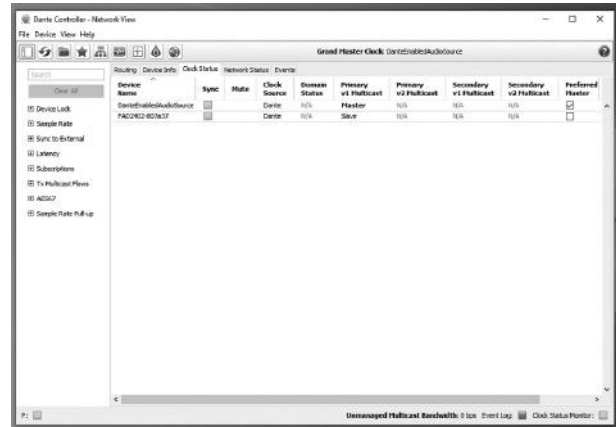 Dante Controller - Network View
File Device View Help
Grand Master Clock: DanteEnabledAudioSource
Search
Clear All
Device Lock
Sample Rate
Sync to External
Latency
Subscriptions
Tx Multicast Flows
AES67
Sample Rate Pull-up
Routing Device Info Clock Status Network Status Events
Device Name Sync Mute Clock Source Domain Status Primary v1 Multicast Primary v2 Multicast Secondary v1 Multicast Secondary v2 Multicast Preferred Master
DanteEnabledAudioSource Dante N/A Master N/A N/A N/A
Dante N/A Slave N/A N/A N/A
P:
Unmanaged Multicast Bandwidth: 0 bps Event Log: Clock Status Monitor: